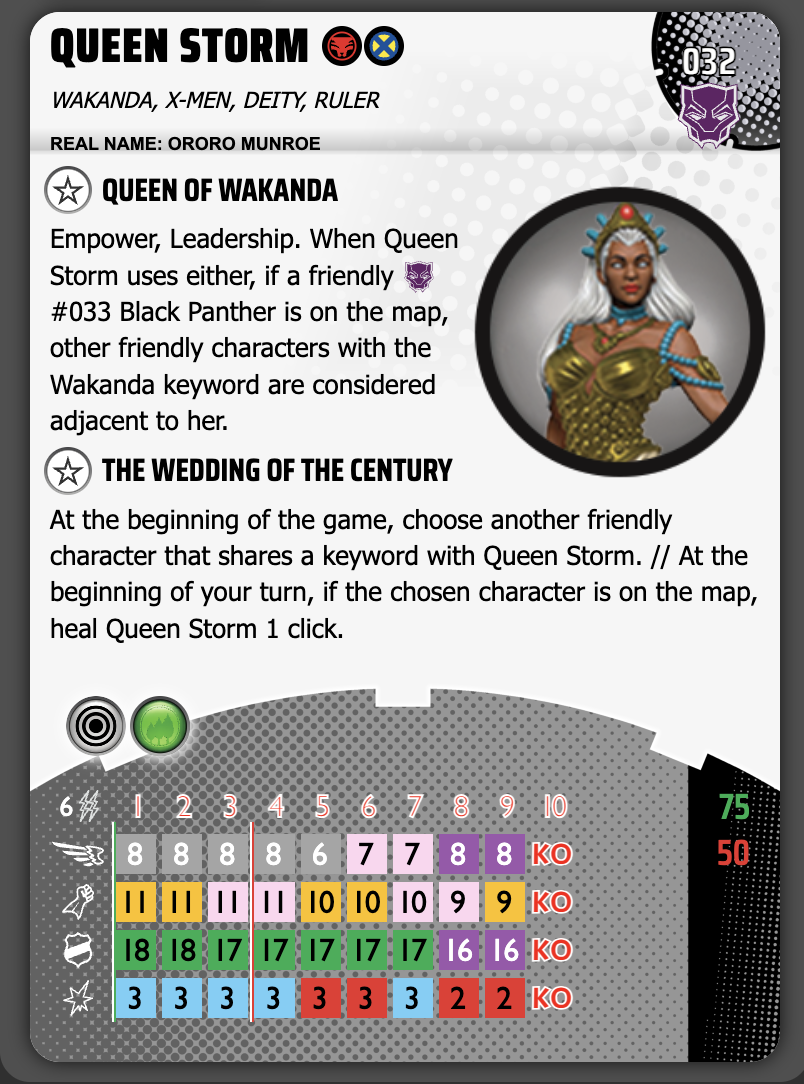 QUEEN STORM
032
WAKANDA, X-MEN, DEITY, RULER
REAL NAME: ORORO MUNROE
QUEEN OF WAKANDA
Empower, Leadership. When Queen
Storm uses either, if a friendly
#033 Black Panther is on the map,
other friendly characters with the
Wakanda keyword are considered
adjacent to her.
THE WEDDING OF THE CENTURY
At the beginning of the game, choose another friendly
character that shares a keyword with Queen Storm. // At the
beginning of your turn, if the chosen character is on the map,
heal Queen Storm 1 click.
6 1 2 3 4 5 6 7 8 9 10 75
8 8 8 8 6 7 7 8 8 KO 50
11 11 11 11 10 10 10 9 9 KO
18 18 17 17 17 17 17 16 16 KO
3 3 3 3 3 3 3 2 2 KO